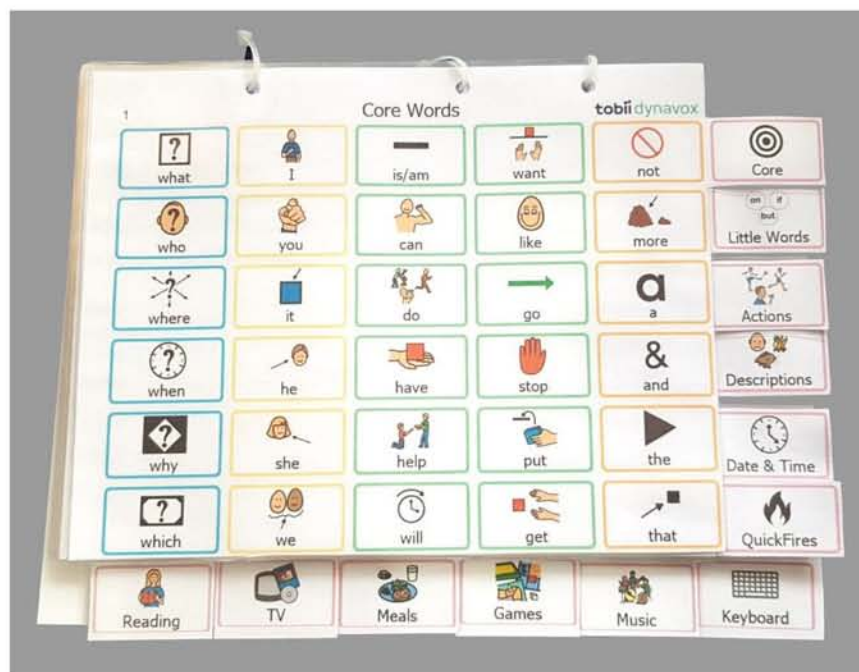 1 Core Words tobii dynavox
? ? what I is/am want not Core
who you can like more on if but Little Words
where it do go a a Actions
when he have stop & and Descriptions
why she help put the Date & Time
which we will get that QuickFires
Reading TV Meals Games Music Keyboard